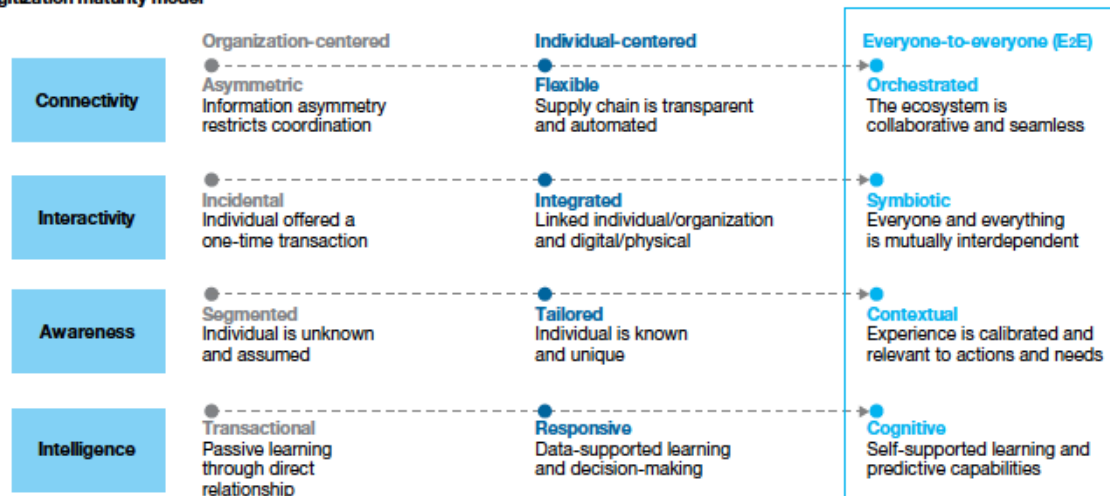 maturity model
Organization-centered
Individual-centered
Everyone-to-everyone (E2E)
Connectivity
Asymmetric
Information asymmetry
restricts coordination
Flexible
Supply chain is transparent
and automated
Orchestrated
The ecosystem is
collaborative and seamless
Interactivity
Incidental
Individual offered a
one-time transaction
Integrated
Linked individual/organization
and digital/physical
Symbiotic
Everyone and everything
is mutually interdependent
Awareness
Segmented
Individual is unknown
and assumed
Tailored
Individual is known
and unique
Contextual
Experience is calibrated and
relevant to actions and needs
Intelligence
Transactional
Passive learning
through direct
relationship
Responsive
Data-supported learning
and decision-making
Cognitive
Self-supported learning and
predictive capabilities